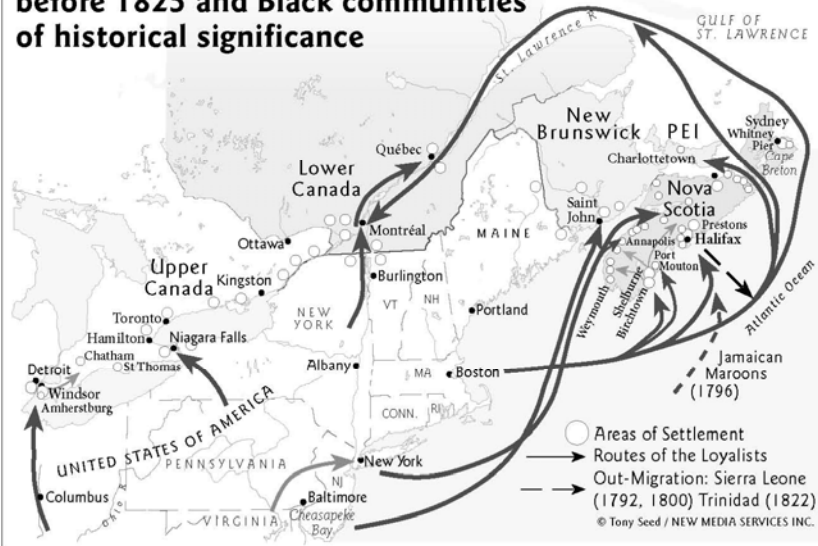 before 1825 and Black communities
of historical significance
GULF OF
ST. LAWRENCE
St. Lawrence R
New
Brunswick
PEI
Sydney
Whitney
Pier
Cape
Breton
Charlottetown
Québec
Lower
Canada
Nova
Scotia
Saint
John
Prestons
Halifax
Annapolis
Port
Mouton
Montréal
MAINE
Ottawa
Upper
Canada
Kingston
Burlington
Weymouth
Shelburne
Birchtown
Atlantic Ocean
NEW
YORK
VT
NH
Portland
Toronto
Hamilton
Niagara Falls
Chatham
St Thomas
Detroit
Windsor
Amherstburg
Albany
MA
Boston
Jamaican
Maroons
(1796)
CONN.
RI
UNITED STATES OF AMERICA
PENNSYLVANIA
New York
NJ
Columbus
Ohio R
Baltimore
Cheasapeake
Bay
VIRGINIA
Areas of Settlement
Routes of the Loyalists
Out-Migration: Sierra Leone
(1792, 1800) Trinidad (1822)
© Tony Seed / NEW MEDIA SERVICES INC.